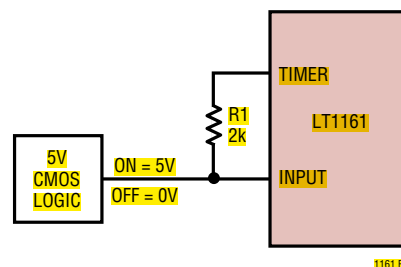 TIMER
R1
2k
LT1161
5V
CMOS
LOGIC
ON = 5V
OFF = 0V
INPUT